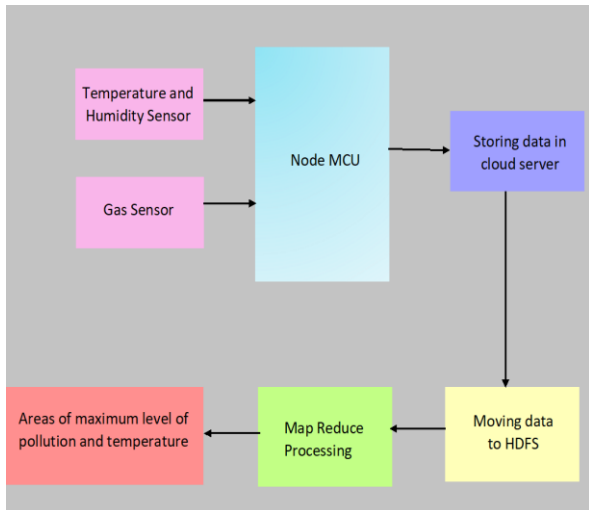 Temperature and
Humidity Sensor
Gas Sensor
Node MCU
Storing data in
cloud server
Moving data
to HDFS
Map Reduce
Processing
Areas of maximum level of
pollution and temperature